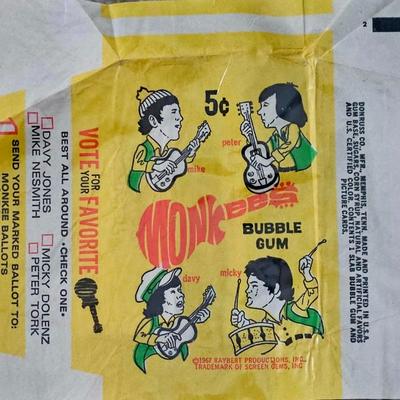 2
5¢
mike
peter
MONKEES
BUBBLE
GUM
davy
micky
©1967 RAYBERT PRODUCTIONS, INC.
TRADEMARK OF SCREEN GEMS, INC.
VOTE FOR YOUR FAVORITE
BEST ALL AROUND •CHECK ONE•
DAVY JONES MICKY DOLENZ
MIKE NESMITH PETER TORK
SEND YOUR MARKED BALLOT TO:
MONKEE BALLOTS
DONRUSS CO. MFR. MEMPHIS, TENN. MADE AND PRINTED IN U.S.A.
GUM BASE, SUGARS, CORN SYRUP, NATURAL AND ARTIFICIAL FLAVORS
AND U.S. CERTIFIED COLOR. CONTENTS 1 SLAB BUBBLE GUM AND
PICTURE CARDS.